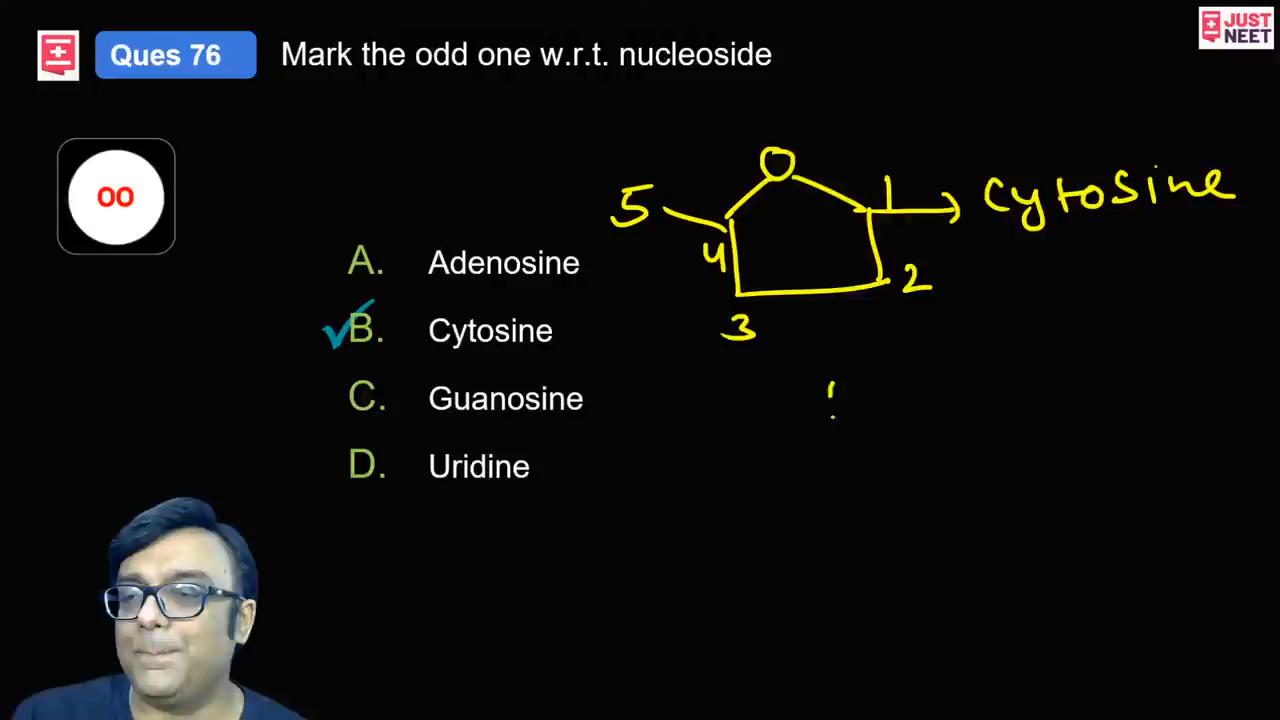 JUST
NEET
Ques 76
Mark the odd one w.r.t. nucleoside
00
O
1
Cytosine
5
4
2
3
A. Adenosine
B. Cytosine
C. Guanosine
D. Uridine